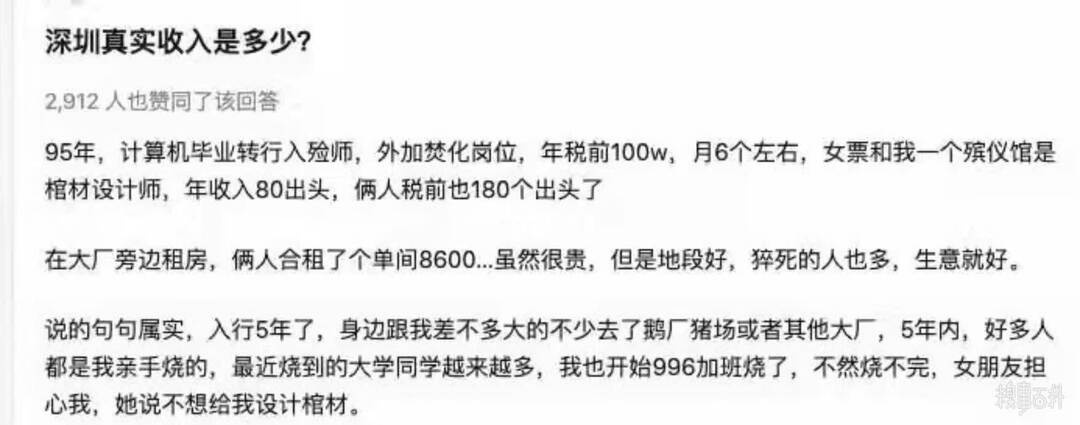 深圳真实收入是多少?
2,912 人也赞同了该回答
95年，计算机毕业转行入殓师，外加焚化岗位，年税前100w，月6个左右，女票和我一个殡仪馆是
棺材设计师，年收入80出头，俩人税前也180个出头了
在大厂旁边租房，俩人合租了个单间8600...虽然很贵，但是地段好，猝死的人也多，生意就好。
说的句句属实，入行5年了，身边跟我差不多大的不少去了鹅厂猪场或者其他大厂，5年内，好多人
都是我亲手烧的，最近烧到的大学同学越来越多，我也开始996加班烧了，不然烧不完，女朋友担
心我，她说不想给我设计棺材。